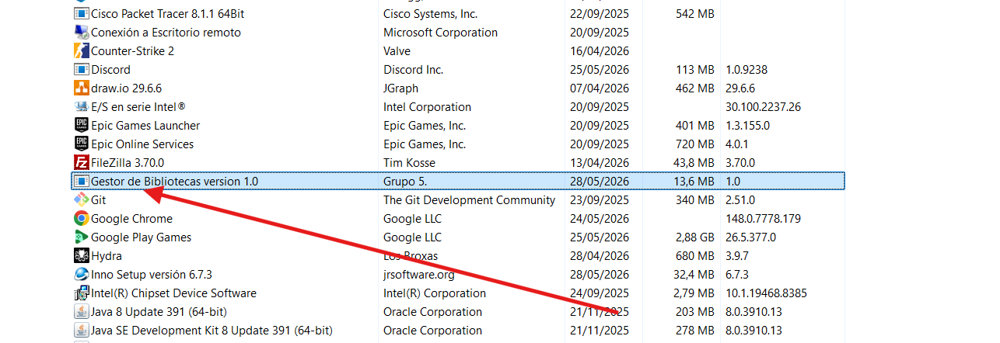 Cisco Packet Tracer 8.1.1 64Bit Cisco Systems, Inc. 22/09/2025 542 MB
Conexión a Escritorio remoto Microsoft Corporation 20/09/2025
Counter-Strike 2 Valve 16/04/2026
Discord Discord Inc. 25/05/2026 113 MB 1.0.9238
draw.io 29.6.6 JGraph 07/04/2026 462 MB 29.6.6
E/S en serie Intel® Intel Corporation 20/09/2025 30.100.2237.26
EPIC GAMES Epic Games Launcher Epic Games, Inc. 20/09/2025 401 MB 1.3.155.0
EPIC GAMES Epic Online Services Epic Games, Inc. 20/09/2025 720 MB 4.0.1
Fz FileZilla 3.70.0 Tim Kosse 13/04/2026 43,8 MB 3.70.0
Gestor de Bibliotecas version 1.0 Grupo 5. 28/05/2026 13,6 MB 1.0
Git The Git Development Community 23/09/2025 340 MB 2.51.0
Google Chrome Google LLC 24/05/2026 148.0.7778.179
Google Play Games Google LLC 25/05/2026 2,88 GB 26.5.377.0
Hydra Los Broxas 28/04/2026 680 MB 3.9.7
Inno Setup versión 6.7.3 jrsoftware.org 28/05/2026 32,4 MB 6.7.3
Intel(R) Chipset Device Software Intel(R) Corporation 24/09/2025 2,79 MB 10.1.19468.8385
Java 8 Update 391 (64-bit) Oracle Corporation 21/11/2025 203 MB 8.0.3910.13
Java SE Development Kit 8 Update 391 (64-bit) Oracle Corporation 21/11/2025 278 MB 8.0.3910.13